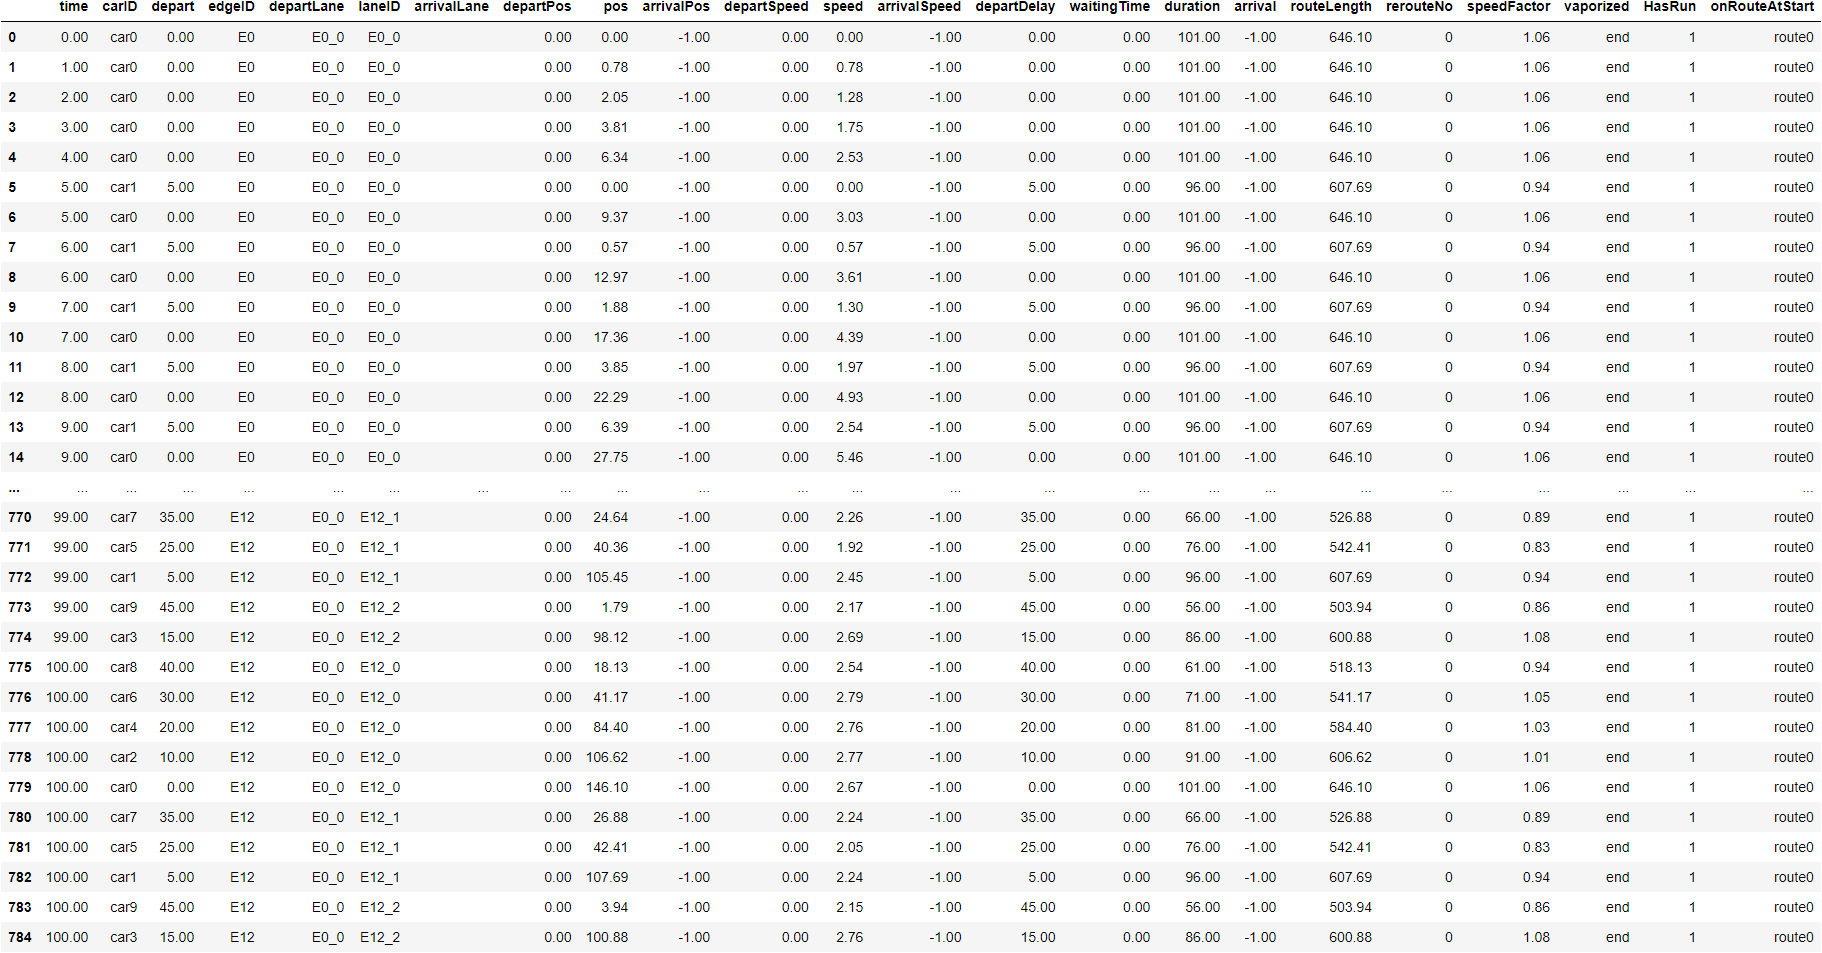 time carID depart edgeID departLane laneID arrivalLane departPos pos arrivalPos departSpeed speed arrivalSpeed departDelay waitingTime duration arrival routeLength rerouteNo speedFactor vaporized HasRun onRouteAtStart
0 0.00 car0 0.00 E0 E0_0 E0_0 0.00 0.00 -1.00 0.00 0.00 -1.00 0.00 0.00 101.00 -1.00 646.10 0 1.06 end 1 route0
1 1.00 car0 0.00 E0 E0_0 E0_0 0.00 0.78 -1.00 0.00 0.78 -1.00 0.00 0.00 101.00 -1.00 646.10 0 1.06 end 1 route0
2 2.00 car0 0.00 E0 E0_0 E0_0 0.00 2.05 -1.00 0.00 1.28 -1.00 0.00 0.00 101.00 -1.00 646.10 0 1.06 end 1 route0
3 3.00 car0 0.00 E0 E0_0 E0_0 0.00 3.81 -1.00 0.00 1.75 -1.00 0.00 0.00 101.00 -1.00 646.10 0 1.06 end 1 route0
4 4.00 car0 0.00 E0 E0_0 E0_0 0.00 6.34 -1.00 0.00 2.53 -1.00 0.00 0.00 101.00 -1.00 646.10 0 1.06 end 1 route0
5 5.00 car1 5.00 E0 E0_0 E0_0 0.00 0.00 -1.00 0.00 0.00 -1.00 5.00 0.00 96.00 -1.00 607.69 0 0.94 end 1 route0
6 5.00 car0 0.00 E0 E0_0 E0_0 0.00 9.37 -1.00 0.00 3.03 -1.00 0.00 0.00 101.00 -1.00 646.10 0 1.06 end 1 route0
7 6.00 car1 5.00 E0 E0_0 E0_0 0.00 0.57 -1.00 0.00 0.57 -1.00 5.00 0.00 96.00 -1.00 607.69 0 0.94 end 1 route0
8 6.00 car0 0.00 E0 E0_0 E0_0 0.00 12.97 -1.00 0.00 3.61 -1.00 0.00 0.00 101.00 -1.00 646.10 0 1.06 end 1 route0
9 7.00 car1 5.00 E0 E0_0 E0_0 0.00 1.88 -1.00 0.00 1.30 -1.00 5.00 0.00 96.00 -1.00 607.69 0 0.94 end 1 route0
10 7.00 car0 0.00 E0 E0_0 E0_0 0.00 17.36 -1.00 0.00 4.39 -1.00 0.00 0.00 101.00 -1.00 646.10 0 1.06 end 1 route0
11 8.00 car1 5.00 E0 E0_0 E0_0 0.00 3.85 -1.00 0.00 1.97 -1.00 5.00 0.00 96.00 -1.00 607.69 0 0.94 end 1 route0
12 8.00 car0 0.00 E0 E0_0 E0_0 0.00 22.29 -1.00 0.00 4.93 -1.00 0.00 0.00 101.00 -1.00 646.10 0 1.06 end 1 route0
13 9.00 car1 5.00 E0 E0_0 E0_0 0.00 6.39 -1.00 0.00 2.54 -1.00 5.00 0.00 96.00 -1.00 607.69 0 0.94 end 1 route0
14 9.00 car0 0.00 E0 E0_0 E0_0 0.00 27.75 -1.00 0.00 5.46 -1.00 0.00 0.00 101.00 -1.00 646.10 0 1.06 end 1 route0
... ... ... ... ... ... ... ... ... ... ... ... ... ... ... ... ... ... ... ... ... ... ... ...
770 99.00 car7 35.00 E12 E0_0 E12_1 0.00 24.64 -1.00 0.00 2.26 -1.00 35.00 0.00 66.00 -1.00 526.88 0 0.89 end 1 route0
771 99.00 car5 25.00 E12 E0_0 E12_1 0.00 40.36 -1.00 0.00 1.92 -1.00 25.00 0.00 76.00 -1.00 542.41 0 0.83 end 1 route0
772 99.00 car1 5.00 E12 E0_0 E12_1 0.00 105.45 -1.00 0.00 2.45 -1.00 5.00 0.00 96.00 -1.00 607.69 0 0.94 end 1 route0
773 99.00 car9 45.00 E12 E0_0 E12_2 0.00 1.79 -1.00 0.00 2.17 -1.00 45.00 0.00 56.00 -1.00 503.94 0 0.86 end 1 route0
774 99.00 car3 15.00 E12 E0_0 E12_2 0.00 98.12 -1.00 0.00 2.69 -1.00 15.00 0.00 86.00 -1.00 600.88 0 1.08 end 1 route0
775 100.00 car8 40.00 E12 E0_0 E12_0 0.00 18.13 -1.00 0.00 2.54 -1.00 40.00 0.00 61.00 -1.00 518.13 0 0.94 end 1 route0
776 100.00 car6 30.00 E12 E0_0 E12_0 0.00 41.17 -1.00 0.00 2.79 -1.00 30.00 0.00 71.00 -1.00 541.17 0 1.05 end 1 route0
777 100.00 car4 20.00 E12 E0_0 E12_0 0.00 84.40 -1.00 0.00 2.76 -1.00 20.00 0.00 81.00 -1.00 584.40 0 1.03 end 1 route0
778 100.00 car2 10.00 E12 E0_0 E12_0 0.00 106.62 -1.00 0.00 2.77 -1.00 10.00 0.00 91.00 -1.00 606.62 0 1.01 end 1 route0
779 100.00 car0 0.00 E12 E0_0 E12_0 0.00 146.10 -1.00 0.00 2.67 -1.00 0.00 0.00 101.00 -1.00 646.10 0 1.06 end 1 route0
780 100.00 car7 35.00 E12 E0_0 E12_1 0.00 26.88 -1.00 0.00 2.24 -1.00 35.00 0.00 66.00 -1.00 526.88 0 0.89 end 1 route0
781 100.00 car5 25.00 E12 E0_0 E12_1 0.00 42.41 -1.00 0.00 2.05 -1.00 25.00 0.00 76.00 -1.00 542.41 0 0.83 end 1 route0
782 100.00 car1 5.00 E12 E0_0 E12_1 0.00 107.69 -1.00 0.00 2.24 -1.00 5.00 0.00 96.00 -1.00 607.69 0 0.94 end 1 route0
783 100.00 car9 45.00 E12 E0_0 E12_2 0.00 3.94 -1.00 0.00 2.15 -1.00 45.00 0.00 56.00 -1.00 503.94 0 0.86 end 1 route0
784 100.00 car3 15.00 E12 E0_0 E12_2 0.00 100.88 -1.00 0.00 2.76 -1.00 15.00 0.00 86.00 -1.00 600.88 0 1.08 end 1 route0